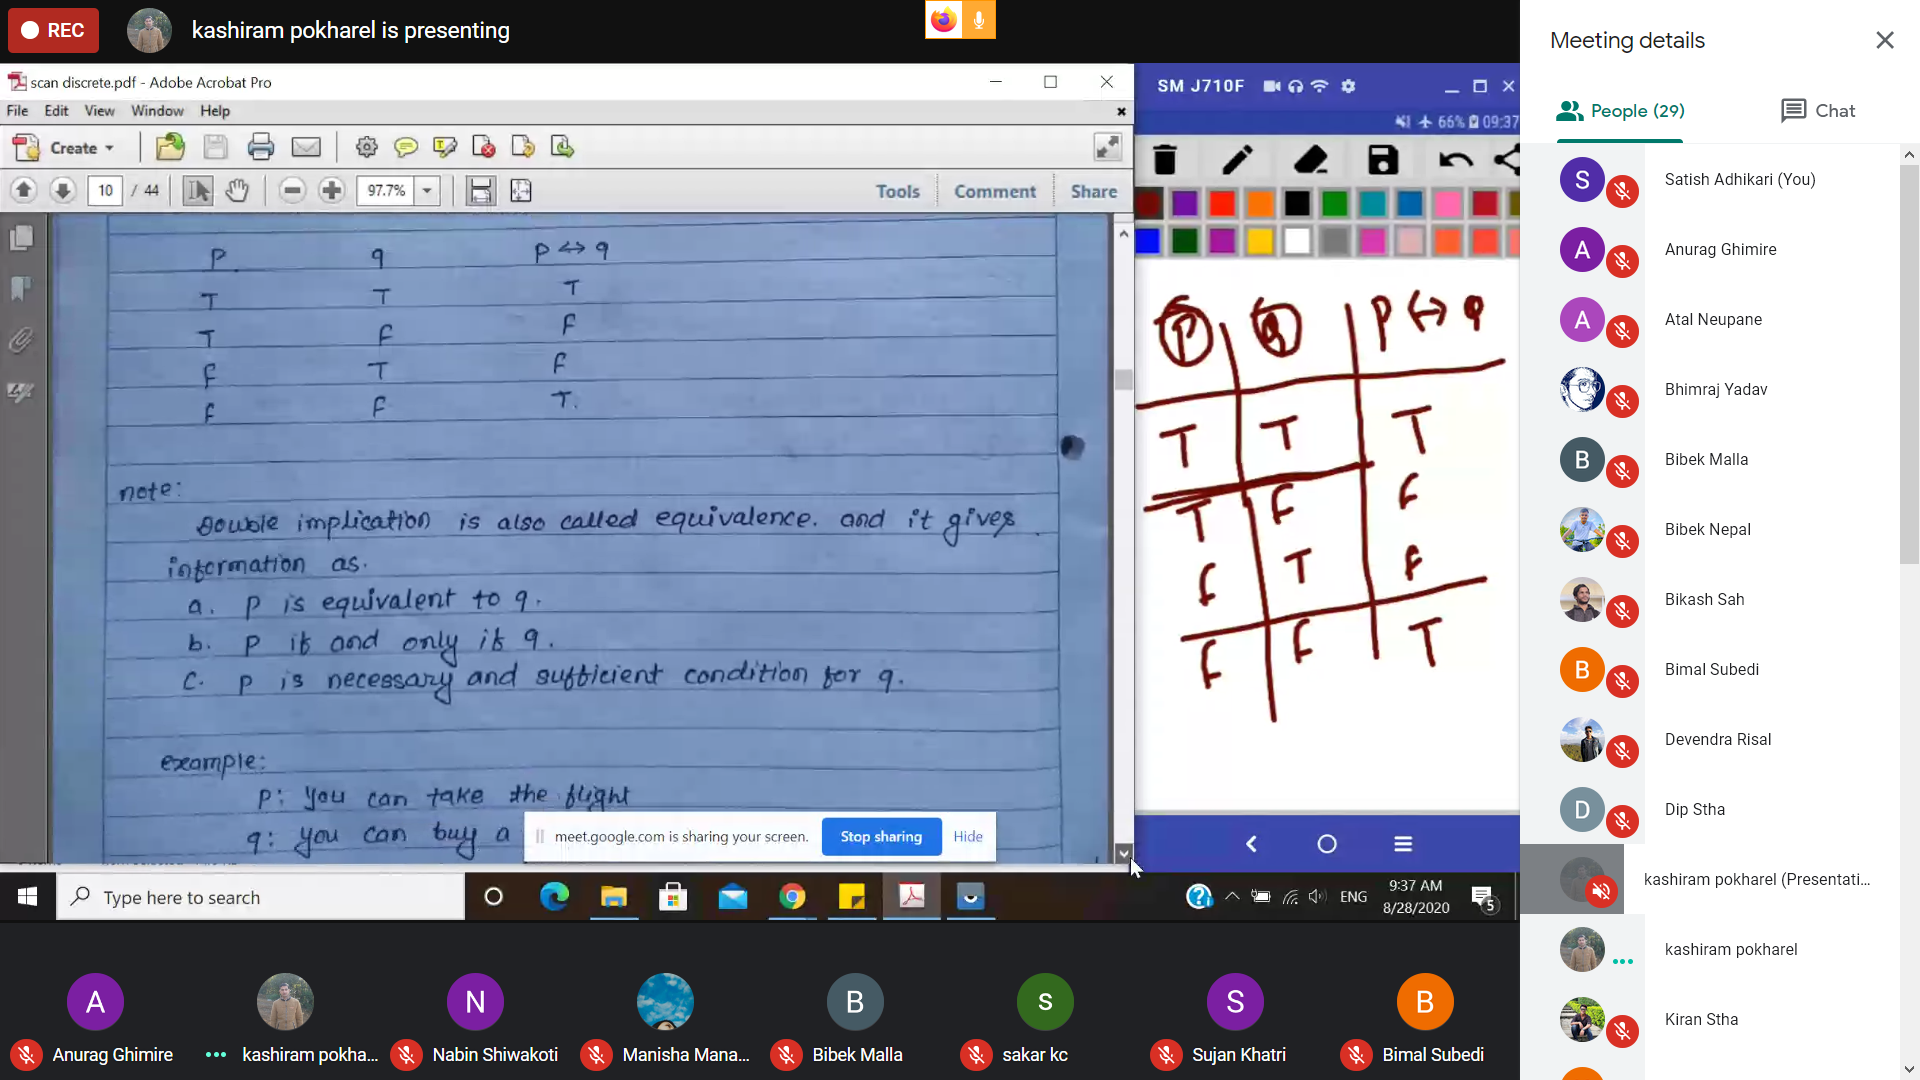 REC
kashiram pokharel is presenting
scan discrete.pdf - Adobe Acrobat Pro
File Edit View Window Help
Create
10 / 44 97.7% Tools Comment Share
P q P ↔ q
T T T
T F F
F T F
F F T.
note:
Double implication is also called equivalence. and it gives
information as.
a. P is equivalent to q.
b. P if and only if q.
c. P is necessary and sufficient condition for q.
example:
P: you can take the flight
q: you can buy a
meet.google.com is sharing your screen. Stop sharing Hide
SM J710F
66% 09:37
P Q P ↔ q
T T T
T F F
F T F
F F T
Type here to search
ENG
9:37 AM
8/28/2020
5
A Anurag Ghimire
kashiram pokha...
N Nabin Shiwakoti
Manisha Mana...
B Bibek Malla
s sakar kc
S Sujan Khatri
B Bimal Subedi
Meeting details
People (29) Chat
S Satish Adhikari (You)
A Anurag Ghimire
A Atal Neupane
Bhimraj Yadav
B Bibek Malla
Bibek Nepal
Bikash Sah
B Bimal Subedi
Devendra Risal
D Dip Stha
kashiram pokharel (Presentati...
kashiram pokharel
Kiran Stha